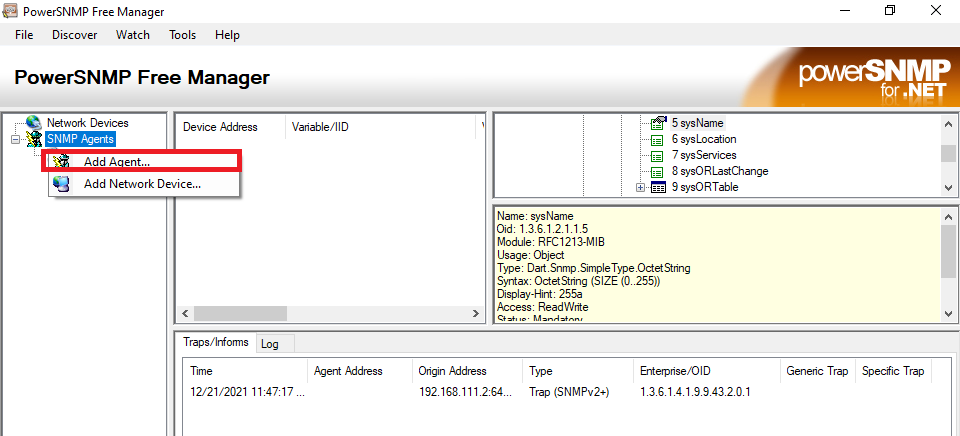 PowerSNMP Free Manager
File Discover Watch Tools Help
PowerSNMP Free Manager
powerSNMP
for .NET
Network Devices
SNMP Agents
Add Agent...
Add Network Device...
Device Address Variable/IID
5 sysName
6 sysLocation
7 sysServices
8 sysORLastChange
9 sysORTable
Name: sysName
Oid: 1.3.6.1.2.1.1.5
Module: RFC1213-MIB
Usage: Object
Type: Dart.Snmp.SimpleType.OctetString
Syntax: OctetString (SIZE (0..255))
Display-Hint: 255a
Access: ReadWrite
Status: Mandatory
Traps/Informs Log
Time Agent Address Origin Address Type Enterprise/OID Generic Trap Specific Trap
12/21/2021 11:47:17 ... 192.168.111.2:64... Trap (SNMPv2+) 1.3.6.1.4.1.9.9.43.2.0.1